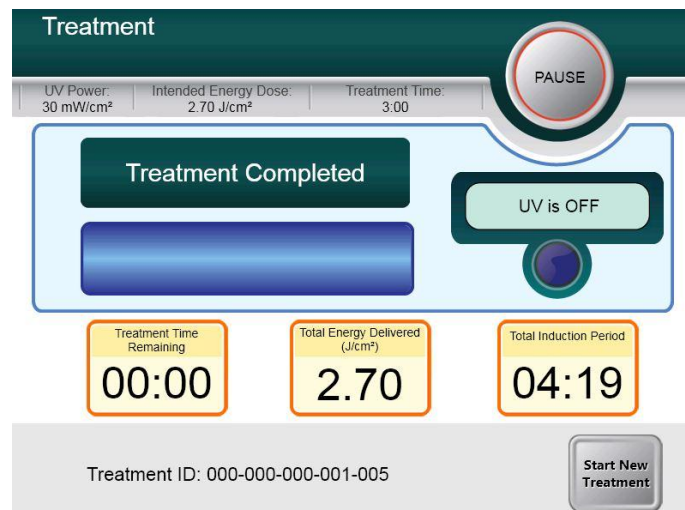 Treatment
PAUSE
UV Power: Intended Energy Dose: Treatment Time:
30 mW/cm² 2.70 J/cm² 3:00
Treatment Completed
UV is OFF
Treatment Time
Remaining
00:00
Total Energy Delivered
(J/cm²)
2.70
Total Induction Period
04:19
Treatment ID: 000-000-000-001-005
Start New
Treatment